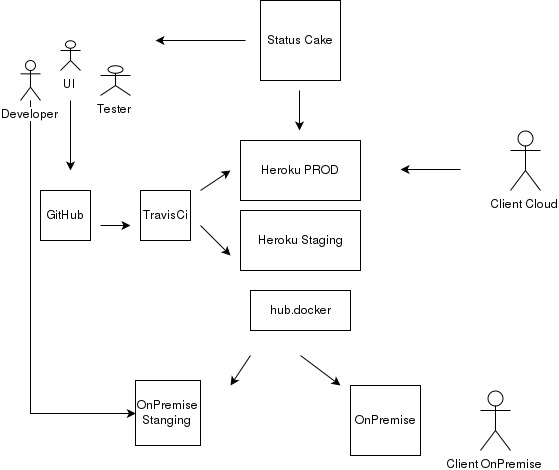 Status Cake
UI
Tester
Developer
Heroku PROD
Client Cloud
GitHub
TravisCi
Heroku Staging
hub.docker
OnPremise
Stanging
OnPremise
Client OnPremise